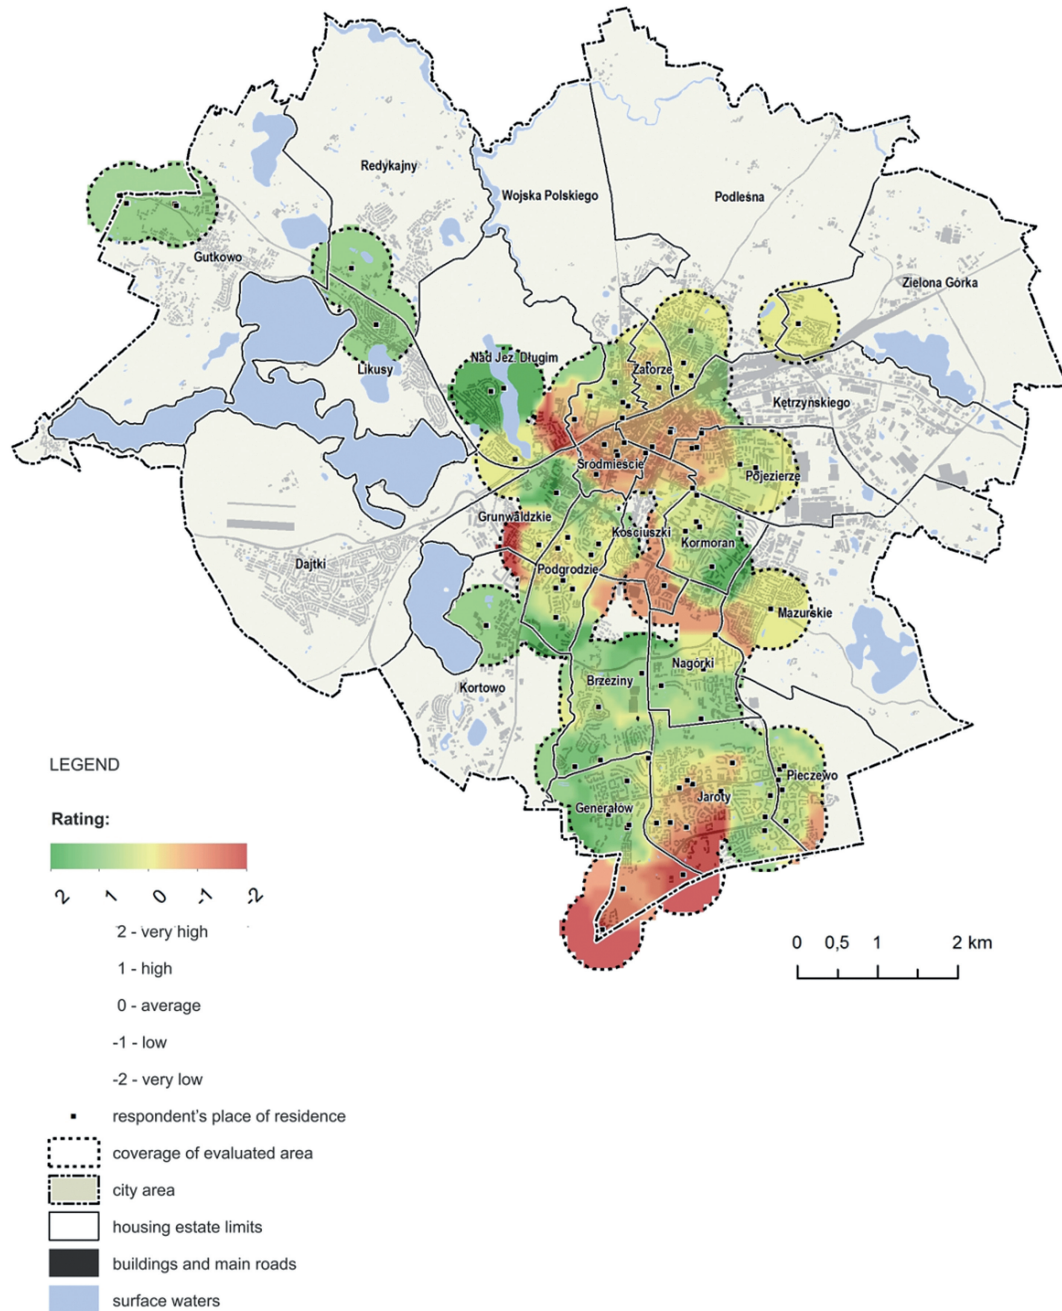 Redykajny
Wojska Polskiego
Podleśna
Gutkowo
Zielona Górka
Nad Jez. Długim
Likusy
Zatorze
Kętrzyńskiego
Śródmieście
Pojezierze
Grunwaldzkie
Kościuszki
Kormoran
Dajtki
Podgrodzie
Mazurskie
Nagórki
Brzeziny
Kortowo
LEGEND
Pieczewo
Jaroty
Generałów
Rating:
2 1 0 -1 -2
2 - very high
0 0,5 1 2 km
1 - high
0 - average
-1 - low
-2 - very low
respondent's place of residence
coverage of evaluated area
city area
housing estate limits
buildings and main roads
surface waters